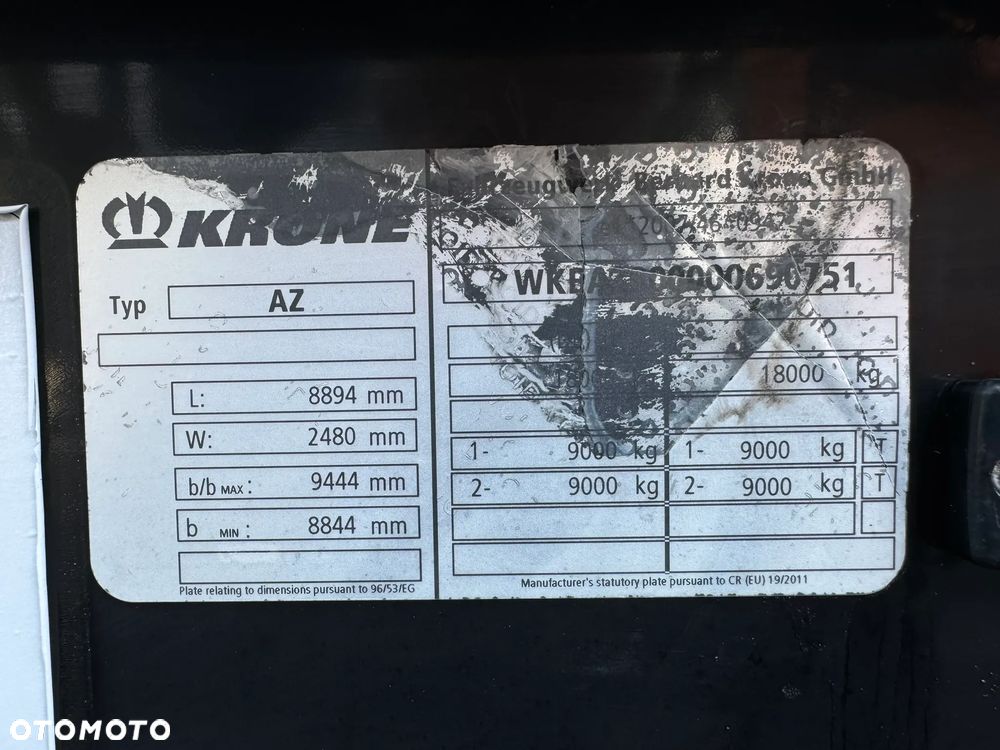 KRONE
Typ AZ
L: 8894 mm
W: 2480 mm
b/b MAX : 9444 mm
b MIN : 8844 mm
Plate relating to dimensions pursuant to 96/53/EG
Krone GmbH
18000 kg
1- 9000 kg 1- 9000 kg T
2- 9000 kg 2- 9000 kg T
Manufacturer's statutory plate pursuant to CR (EU) 19/2011
OTOMOTO